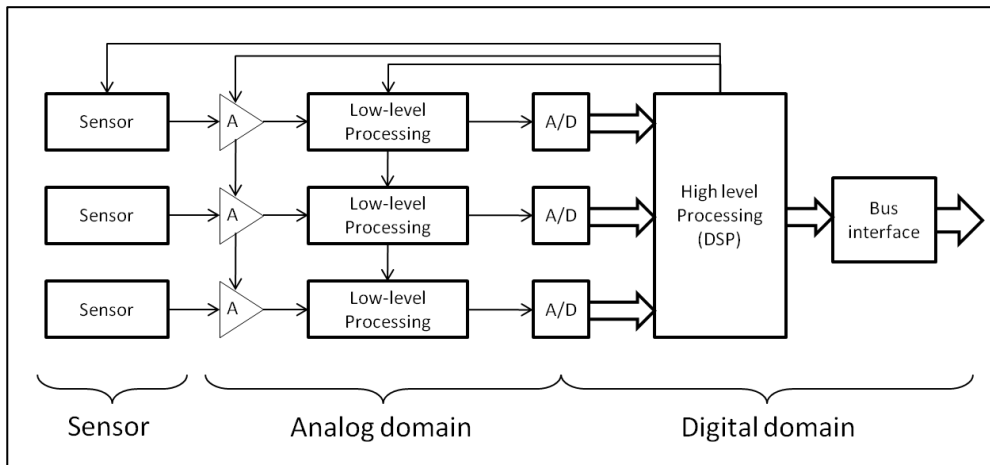 Sensor
A
Low-level
Processing
A/D
Sensor
A
Low-level
Processing
A/D
High level
Processing
(DSP)
Bus
interface
Sensor
A
Low-level
Processing
A/D
Sensor
Analog domain
Digital domain